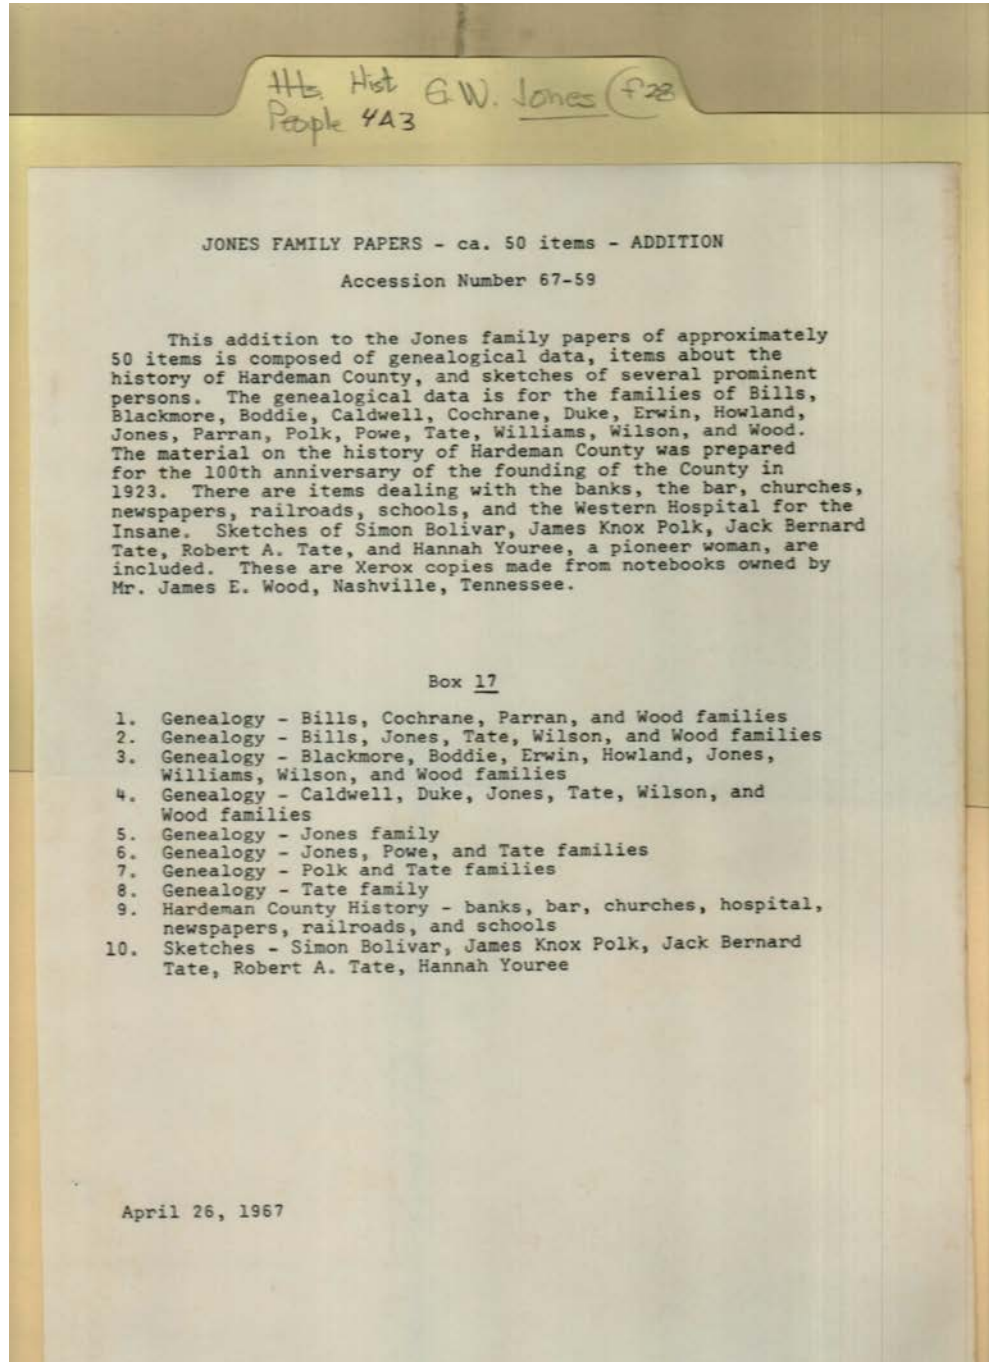 Hist G.W. Jones f28
People 4A3
JONES FAMILY PAPERS - ca. 50 items - ADDITION
Accession Number 67-59
This addition to the Jones family papers of approximately
50 items is composed of genealogical data, items about the
history of Hardeman County, and sketches of several prominent
persons. The genealogical data is for the families of Bills,
Blackmore, Boddie, Caldwell, Cochrane, Duke, Erwin, Howland,
Jones, Parran, Polk, Powe, Tate, Williams, Wilson, and Wood.
The material on the history of Hardeman County was prepared
for the 100th anniversary of the founding of the County in
1923. There are items dealing with the banks, the bar, churches,
newspapers, railroads, schools, and the Western Hospital for the
Insane. Sketches of Simon Bolivar, James Knox Polk, Jack Bernard
Tate, Robert A. Tate, and Hannah Youree, a pioneer woman, are
included. These are Xerox copies made from notebooks owned by
Mr. James E. Wood, Nashville, Tennessee.
Box 17
1. Genealogy - Bills, Cochrane, Parran, and Wood families
2. Genealogy - Bills, Jones, Tate, Wilson, and Wood families
3. Genealogy - Blackmore, Boddie, Erwin, Howland, Jones,
Williams, Wilson, and Wood families
4. Genealogy - Caldwell, Duke, Jones, Tate, Wilson, and
Wood families
5. Genealogy - Jones family
6. Genealogy - Jones, Powe, and Tate families
7. Genealogy - Polk and Tate families
8. Genealogy - Tate family
9. Hardeman County History - banks, bar, churches, hospital,
newspapers, railroads, and schools
10. Sketches - Simon Bolivar, James Knox Polk, Jack Bernard
Tate, Robert A. Tate, Hannah Youree
April 26, 1967